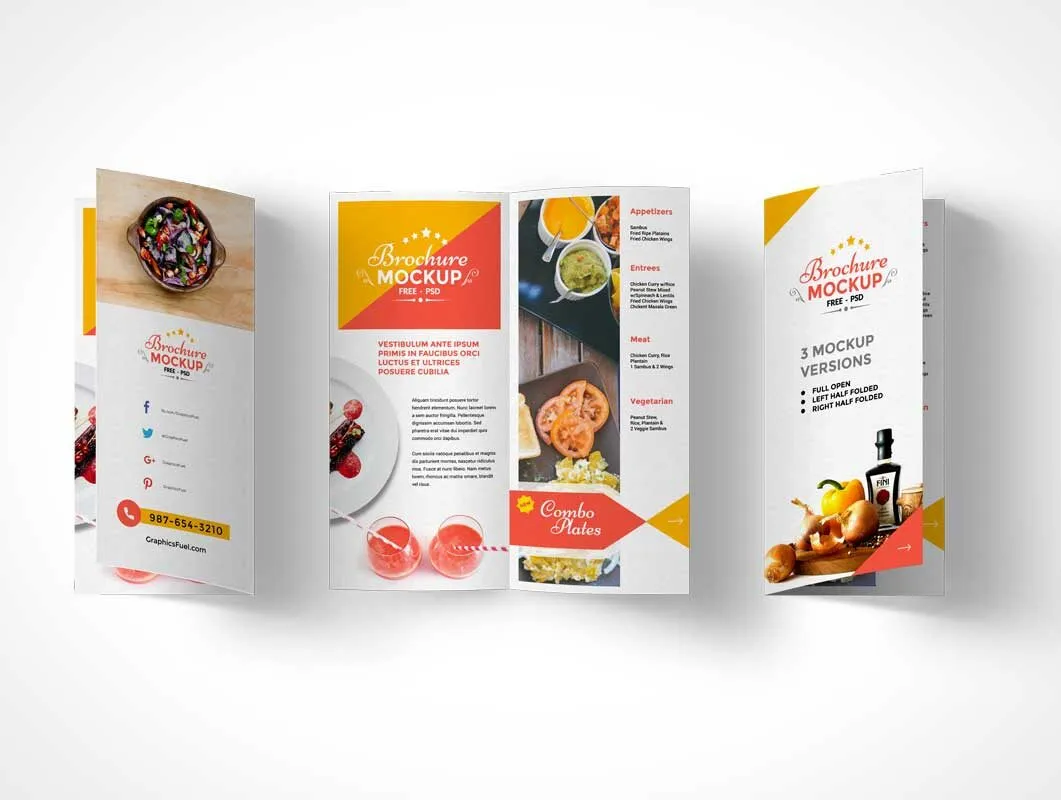 Brochure
MOCKUP
FREE - PSD
fb.com/GraphicsFuel
@GraphicsFuel
GraphicsFuel
GraphicsFuel
987-654-3210
GraphicsFuel.com
Brochure
MOCKUP
FREE - PSD
VESTIBULUM ANTE IPSUM
PRIMIS IN FAUCIBUS ORCI
LUCTUS ET ULTRICES
POSUERE CUBILIA
Aliquam tincidunt posuere tortor
hendrerit elementum. Nunc laoreet lorem
a sem auctor fringilla. Pellentesque
dignissim accumsan lobortis. Sed
pharetra erat vitae dui imperdiet quis
commodo orci dapibus.
Cum sociis natoque penatibus et magnis
dis parturient montes, nascetur ridiculus
mus. Fusce at nunc libero. Nam metus
lorem, rhoncus ac mattis ornare, blandit
vel risus.
Appetizers
Sambus
Fried Ripe Platains
Fried Chicken Wings
Entrees
Chicken Curry w/Rice
Peanut Stew Mixed
w/Spineach & Lentils
Fried Chicken Wings
Chickent Masala Green
Meat
Chicken Curry, Rice
Plantain
1 Sambus & 2 Wings
Vegetarian
Peanut Stew,
Rice, Plantain &
2 Veggie Sambus
NEW
Combo
Plates
Brochure
MOCKUP
FREE - PSD
3 MOCKUP
VERSIONS
FULL OPEN
LEFT HALF FOLDED
RIGHT HALF FOLDED
FINI